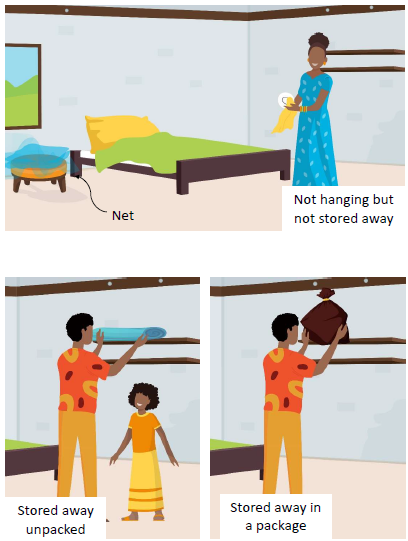 Net
Not hanging but
not stored away
Stored away
unpacked
Stored away in
a package